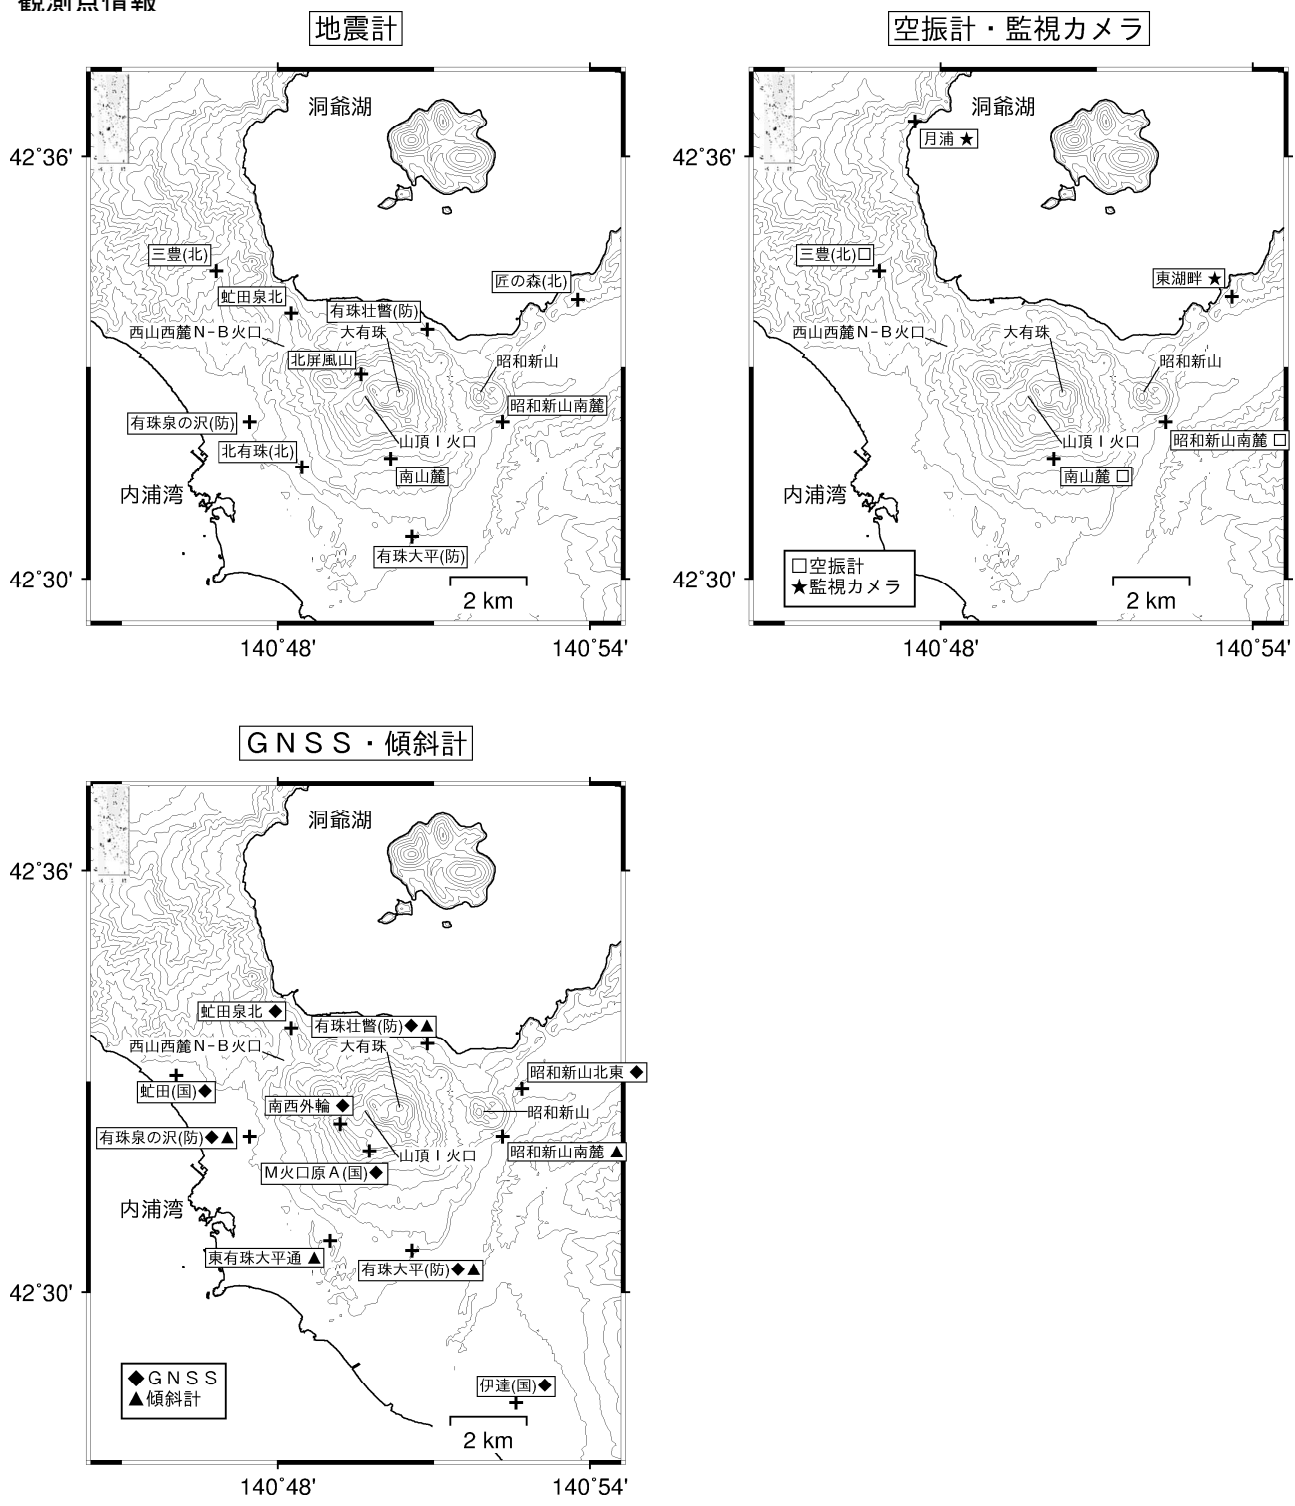 観測点情報
地震計
洞爺湖
42°36'
三豊(北)
匠の森(北)
虻田泉北
有珠壮瞥(防)
西山西麓N-B火口
大有珠
北屏風山
昭和新山
昭和新山南麓
有珠泉の沢(防)
山頂Ｉ火口
北有珠(北)
南山麓
内浦湾
有珠大平(防)
42°30'
2 km
140°48'
140°54'
空振計・監視カメラ
洞爺湖
月浦 ★
42°36'
三豊(北)□
東湖畔 ★
西山西麓N-B火口
大有珠
昭和新山
山頂Ｉ火口
昭和新山南麓 □
南山麓 □
内浦湾
□空振計
★監視カメラ
42°30'
2 km
140°48'
140°54'
ＧＮＳＳ・傾斜計
洞爺湖
42°36'
虻田泉北 ◆
有珠壮瞥(防)◆▲
西山西麓N-B火口
大有珠
昭和新山北東 ◆
虻田(国)◆
南西外輪 ◆
昭和新山
有珠泉の沢(防)◆▲
昭和新山南麓 ▲
山頂Ｉ火口
Ｍ火口原Ａ(国)◆
内浦湾
東有珠大平通 ▲
有珠大平(防)◆▲
42°30'
◆ＧＮＳＳ
▲傾斜計
伊達(国)◆
2 km
140°48'
140°54'